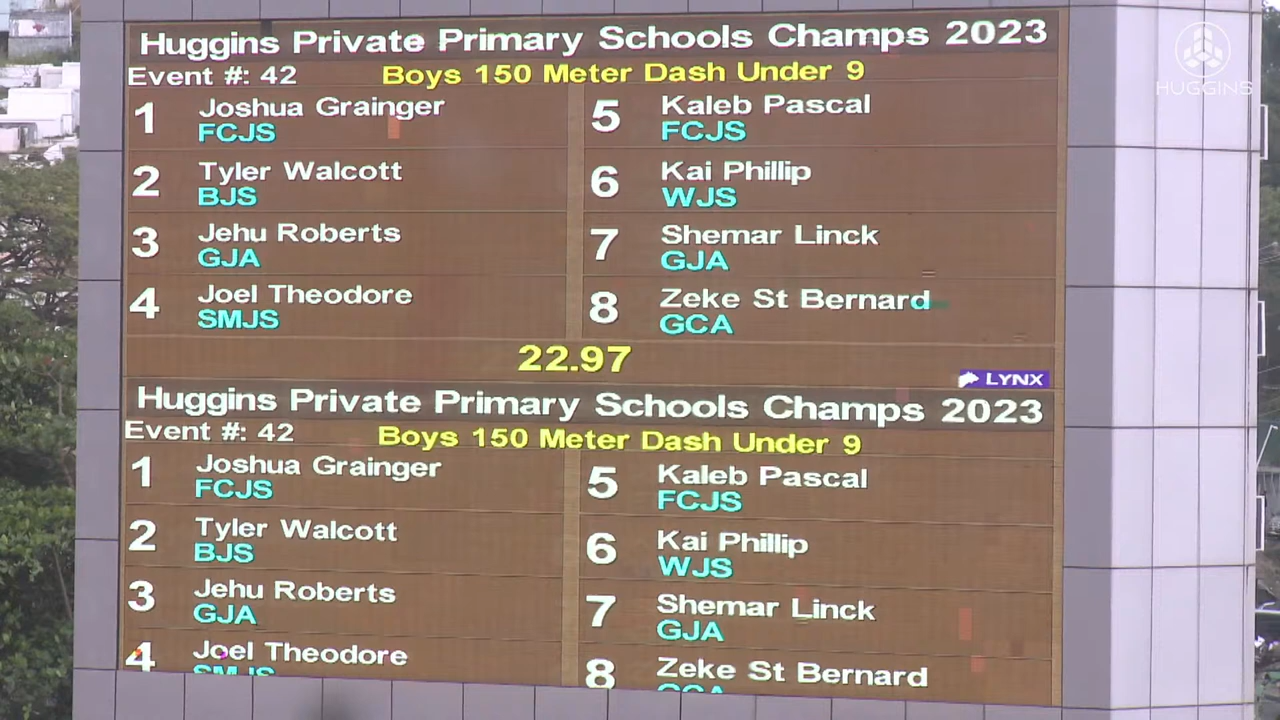 Huggins Private Primary Schools Champs 2023
Event #: 42 Boys 150 Meter Dash Under 9
1 Joshua Grainger
FCJS
2 Tyler Walcott
BJS
3 Jehu Roberts
GJA
4 Joel Theodore
SMJS
5 Kaleb Pascal
FCJS
6 Kai Phillip
WJS
7 Shemar Linck
GJA
8 Zeke St Bernard
GCA
22.97
LYNX
Huggins Private Primary Schools Champs 2023
Event #: 42 Boys 150 Meter Dash Under 9
1 Joshua Grainger
FCJS
2 Tyler Walcott
BJS
3 Jehu Roberts
GJA
4 Joel Theodore
SMJS
5 Kaleb Pascal
FCJS
6 Kai Phillip
WJS
7 Shemar Linck
GJA
8 Zeke St Bernard
GCA
HUGGINS